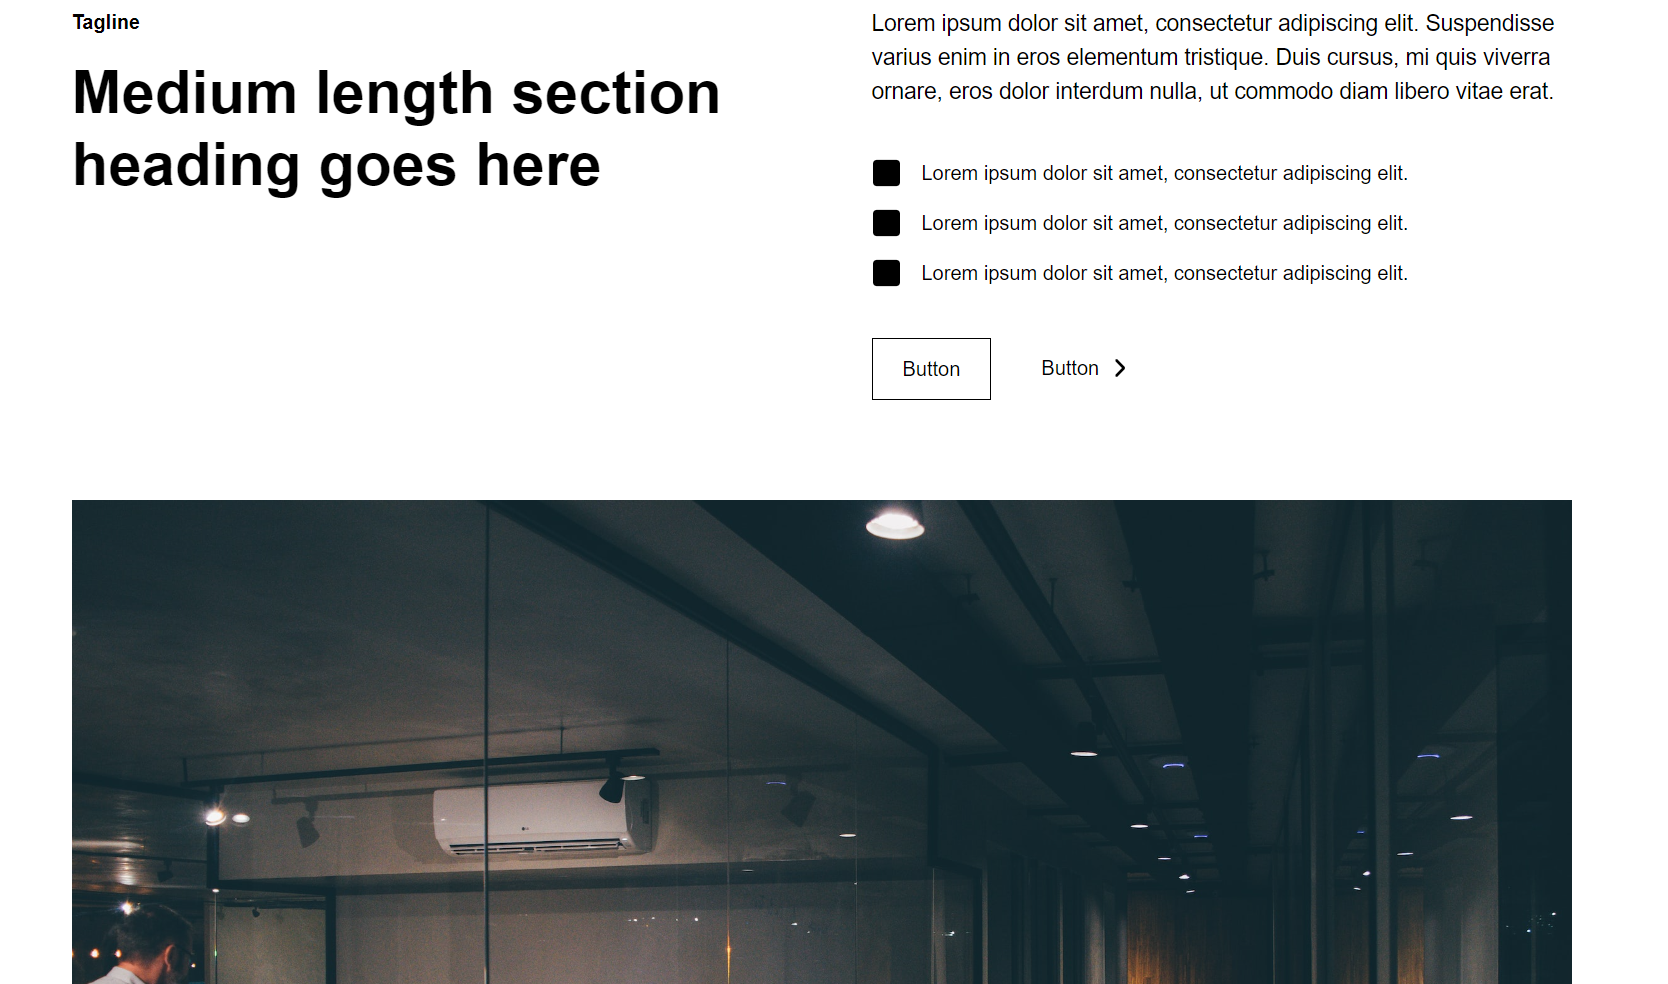 Tagline
Medium length section
heading goes here
Lorem ipsum dolor sit amet, consectetur adipiscing elit. Suspendisse
varius enim in eros elementum tristique. Duis cursus, mi quis viverra
ornare, eros dolor interdum nulla, ut commodo diam libero vitae erat.
Lorem ipsum dolor sit amet, consectetur adipiscing elit.
Lorem ipsum dolor sit amet, consectetur adipiscing elit.
Lorem ipsum dolor sit amet, consectetur adipiscing elit.
Button
Button